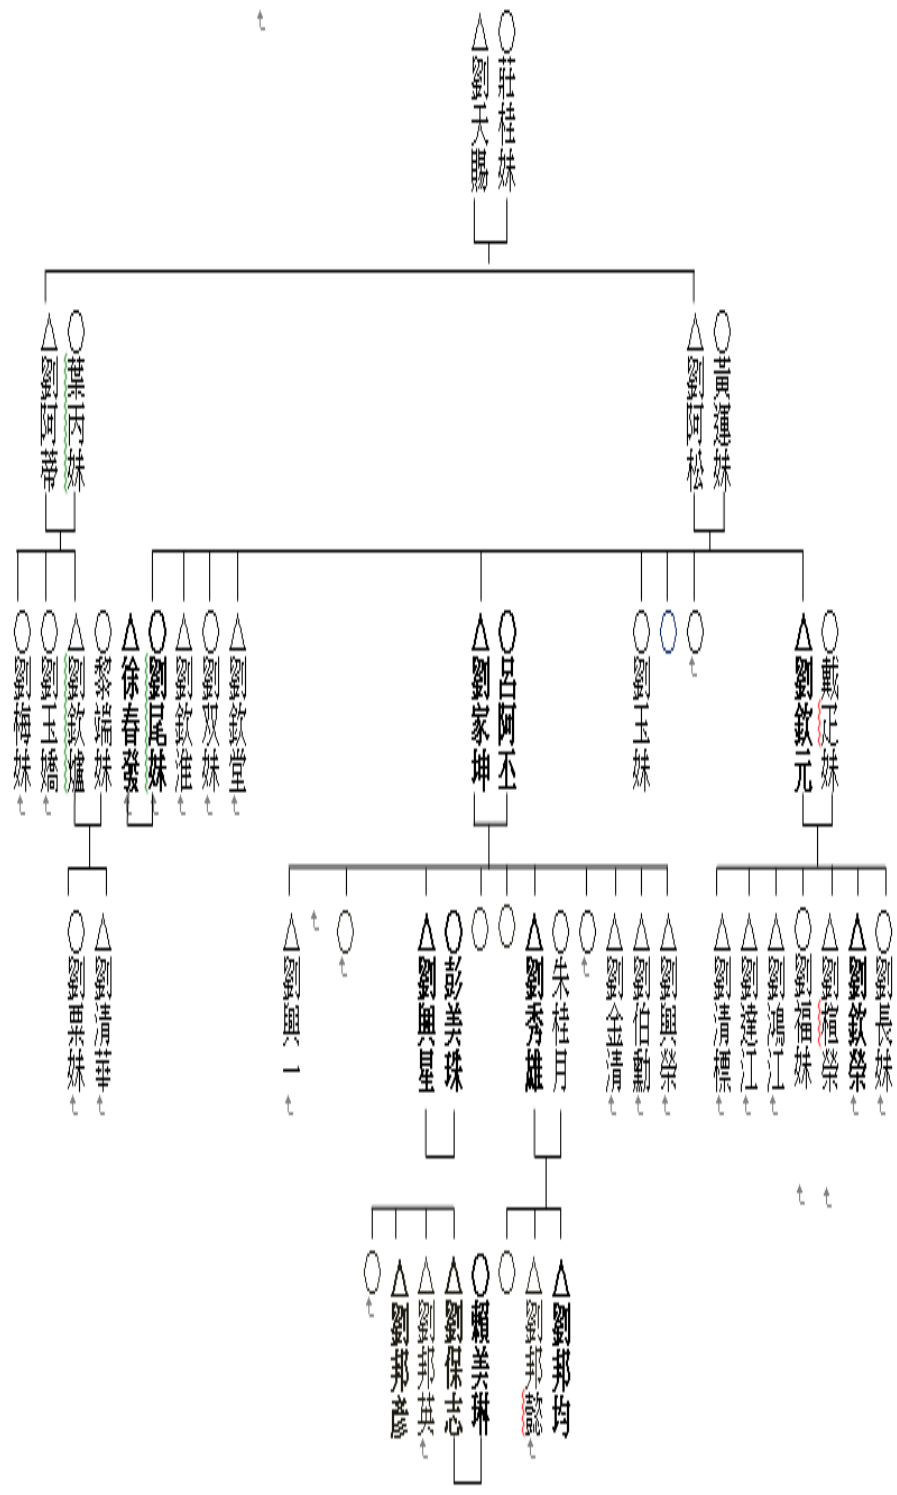 莊桂妹
劉天賜
黃運妹
劉阿松
葉丙妹
劉阿蒂
戴疋妹
劉欽元
劉玉妹
呂阿丕
劉家坤
劉欽堂
劉双妹
劉欽淮
劉尾妹
徐春發
黎端妹
劉欽爐
劉玉嬌
劉梅妹
劉長妹
劉欽榮
劉楦榮
劉福妹
劉鴻江
劉達江
劉清標
劉興榮
劉伯勳
劉金清
朱桂月
劉秀雄
彭美珠
劉興星
劉興一
劉清華
劉栗妹
劉邦均
劉邦懿
賴美琳
劉保志
劉邦英
劉邦彥